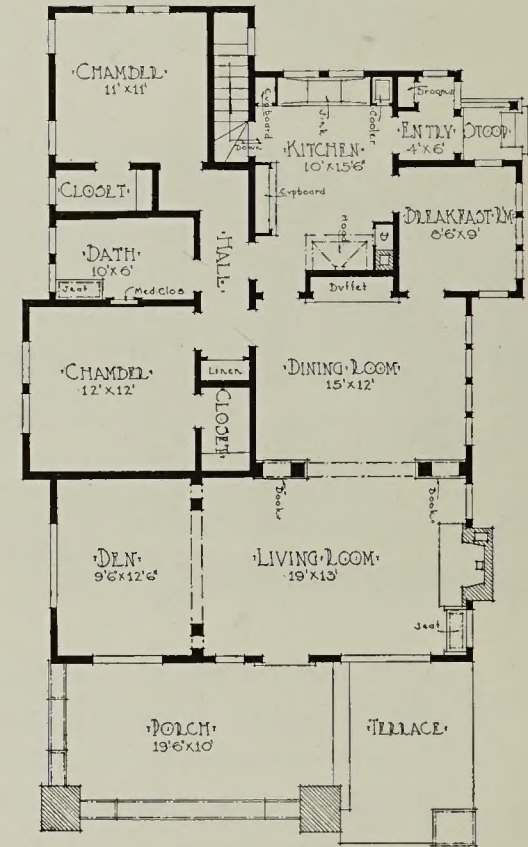 ·CHAMBER·
11'X11'
Cupboard
Sink
Cooler
Brooms
·ENTRY·
4'X6'
STOOP
DOWN
·KITCHEN·
10'X15'6"
·CLOSET·
Cupboard
Hood
B
·BREAKFAST·RM·
8'6"X9'
·BATH·
10'X6'
Seat
Med.Clos
HALL
Buffet
·CHAMBER·
12'X12'
Linen
CLOSET
·DINING·ROOM·
15'X12'
Books
Books
·DEN·
9'6"X12'6"
·LIVING·ROOM·
19'X13'
Seat
·PORCH·
19'6"X10'
·TERRACE·